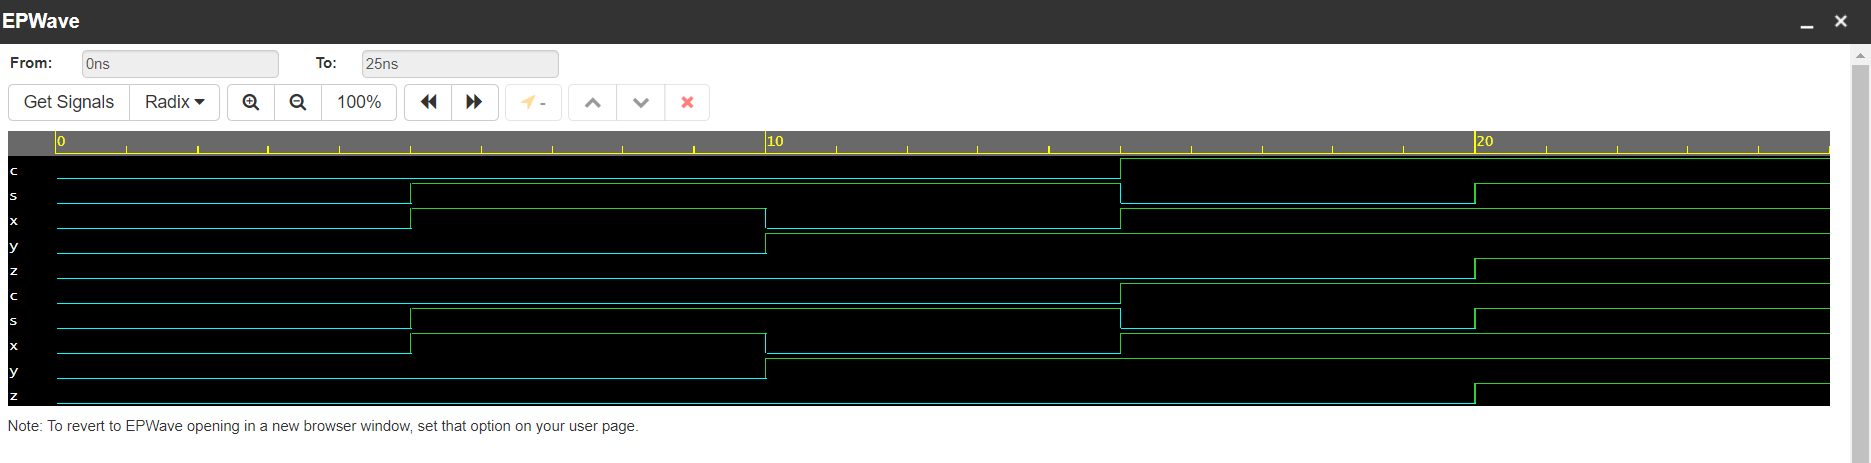 EPWave
From: 0ns To: 25ns
Get Signals Radix 100% -
0 10 20
c
s
x
y
z
c
s
x
y
z
Note: To revert to EPWave opening in a new browser window, set that option on your user page.